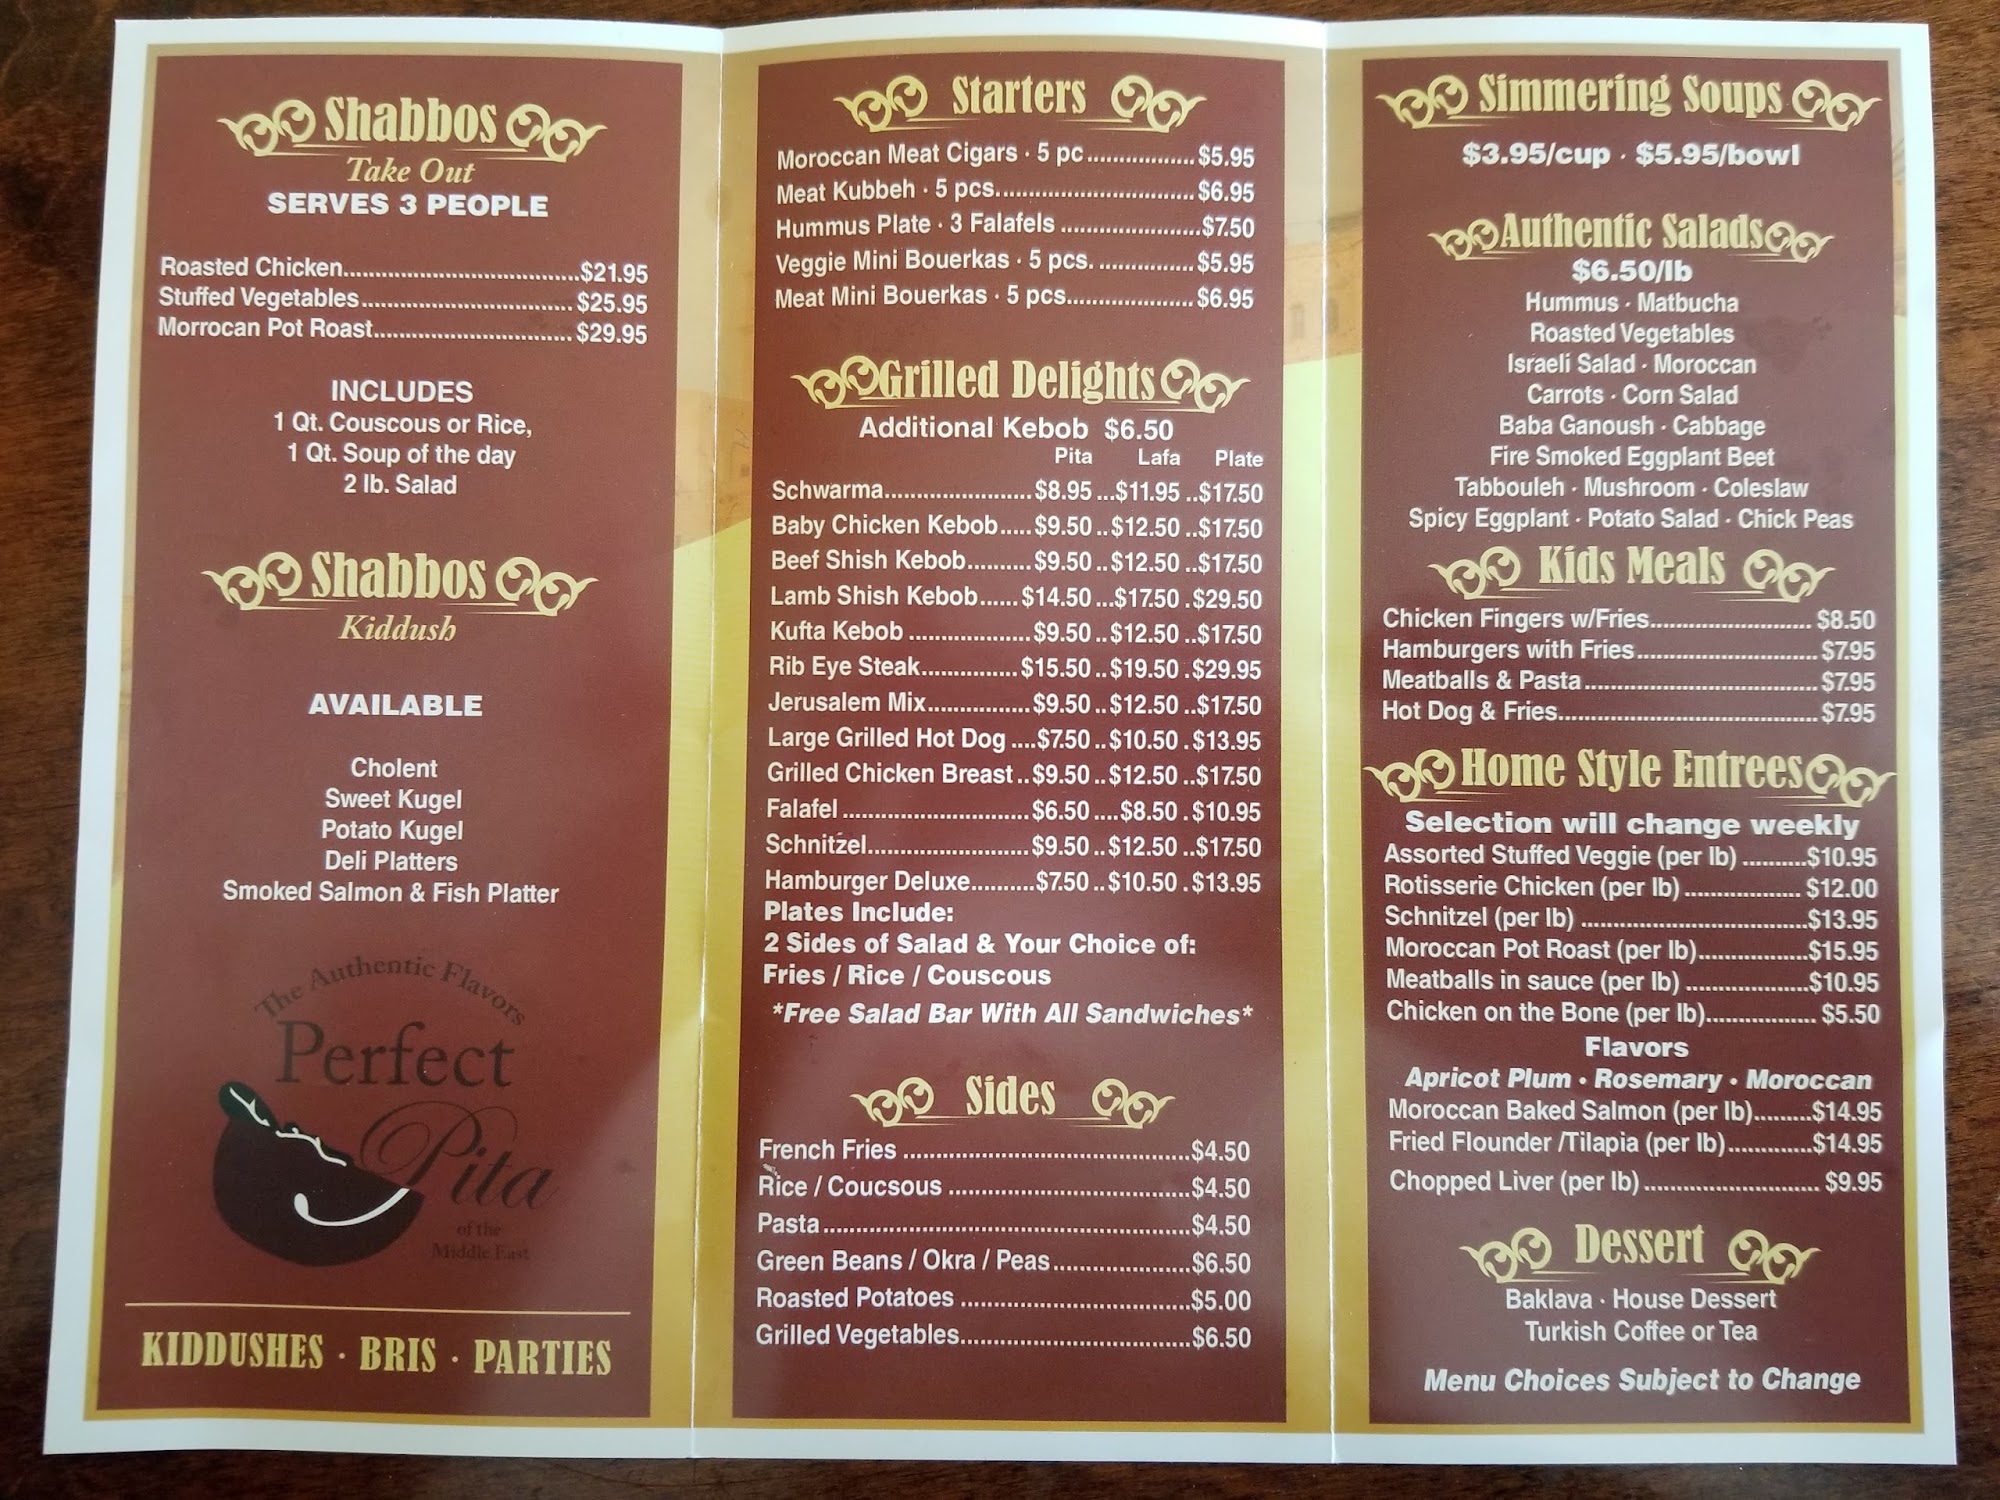 Shabbos
Take Out
SERVES 3 PEOPLE
Roasted Chicken....................................$21.95
Stuffed Vegetables................................ $25.95
Morrocan Pot Roast.............................. $29.95
INCLUDES
1 Qt. Couscous or Rice,
1 Qt. Soup of the day
2 lb. Salad
Shabbos
Kiddush
AVAILABLE
Cholent
Sweet Kugel
Potato Kugel
Deli Platters
Smoked Salmon & Fish Platter
The Authentic Flavors
Perfect
Pita
of the
Middle East
KIDDUSHES · BRIS · PARTIES
Starters
Moroccan Meat Cigars · 5 pc................$5.95
Meat Kubbeh · 5 pcs..............................$6.95
Hummus Plate · 3 Falafels .....................$7.50
Veggie Mini Bouerkas · 5 pcs. ..............$5.95
Meat Mini Bouerkas · 5 pcs...................$6.95
Grilled Delights
Additional Kebob $6.50
Pita Lafa Plate
Schwarma......................$8.95 ...$11.95 ..$17.50
Baby Chicken Kebob.....$9.50 ..$12.50 ..$17.50
Beef Shish Kebob..........$9.50 ..$12.50 ..$17.50
Lamb Shish Kebob......$14.50 ...$17.50 .$29.50
Kufta Kebob ...................$9.50 ..$12.50 ..$17.50
Rib Eye Steak...............$15.50 ..$19.50 .$29.95
Jerusalem Mix................$9.50 ..$12.50 ..$17.50
Large Grilled Hot Dog ....$7.50 ..$10.50 .$13.95
Grilled Chicken Breast ..$9.50 ..$12.50 ..$17.50
Falafel ............................$6.50 ....$8.50 .$10.95
Schnitzel.........................$9.50 ..$12.50 ..$17.50
Hamburger Deluxe..........$7.50 ..$10.50 .$13.95
Plates Include:
2 Sides of Salad & Your Choice of:
Fries / Rice / Couscous
*Free Salad Bar With All Sandwiches*
Sides
French Fries ............................................$4.50
Rice / Coucsous .....................................$4.50
Pasta........................................................$4.50
Green Beans / Okra / Peas.....................$6.50
Roasted Potatoes ...................................$5.00
Grilled Vegetables...................................$6.50
Simmering Soups
$3.95/cup · $5.95/bowl
Authentic Salads
$6.50/lb
Hummus · Matbucha
Roasted Vegetables
Israeli Salad · Moroccan
Carrots · Corn Salad
Baba Ganoush · Cabbage
Fire Smoked Eggplant Beet
Tabbouleh · Mushroom · Coleslaw
Spicy Eggplant · Potato Salad · Chick Peas
Kids Meals
Chicken Fingers w/Fries........................ $8.50
Hamburgers with Fries........................... $7.95
Meatballs & Pasta................................... $7.95
Hot Dog & Fries....................................... $7.95
Home Style Entrees
Selection will change weekly
Assorted Stuffed Veggie (per lb) ..........$10.95
Rotisserie Chicken (per lb) .................. $12.00
Schnitzel (per lb) ...................................$13.95
Moroccan Pot Roast (per lb).................$15.95
Meatballs in sauce (per lb) ...................$10.95
Chicken on the Bone (per lb)................. $5.50
Flavors
Apricot Plum • Rosemary • Moroccan
Moroccan Baked Salmon (per lb).........$14.95
Fried Flounder /Tilapia (per lb).............$14.95
Chopped Liver (per lb)........................... $9.95
Dessert
Baklava · House Dessert
Turkish Coffee or Tea
Menu Choices Subject to Change